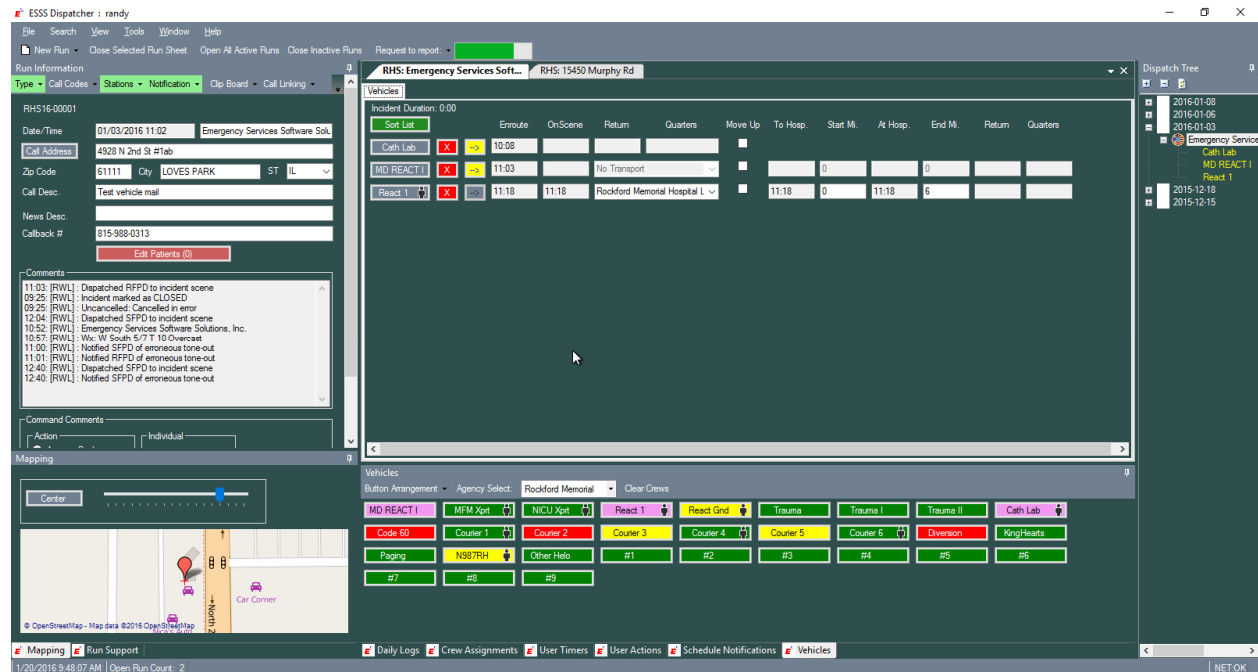 ESSS Dispatcher : randy
File Search View Tools Window Help
New Run Close Selected Run Sheet Open All Active Runs Close Inactive Runs Request to report:
Run Information
Type Call Codes Stations Notification Clip Board Call Linking
RHS16-00001
Date/Time 01/03/2016 11:02 Emergency Services Software Solu
Call Address 4928 N 2nd St #1ab
Zip Code 61111 City LOVES PARK ST IL
Call Desc. Test vehicle mail
News Desc.
Callback # 815-988-0313
Edit Patients (0)
Comments
11:03: [RWL] : Dispatched RFPD to incident scene
09:25: [RWL] : Incident marked as CLOSED
09:25: [RWL] : Uncancelled: Cancelled in error
12:04: [RWL] : Dispatched SFPD to incident scene
10:52: [RWL] : Emergency Services Software Solutions, Inc.
10:57: [RWL] : Wx: W South 5/7 T 10 Overcast
11:00: [RWL] : Notified SFPD of erroneous tone-out
11:01: [RWL] : Notified RFPD of erroneous tone-out
12:40: [RWL] : Dispatched SFPD to incident scene
12:40: [RWL] : Notified SFPD of erroneous tone-out
Command Comments
Action Individual
Mapping
Center
Car Corner
North 2
Nica's Auto
© OpenStreetMap - Map data ©2016 OpenStreetMap
Mapping Run Support
RHS: Emergency Services Soft... RHS: 15450 Murphy Rd
Vehicles
Incident Duration: 0:00
Sort List Enroute OnScene Return Quarters Move Up To Hosp. Start Mi. At Hosp. End Mi. Return Quarters
Cath Lab X --> 10:08
MD REACT I X --> 11:03 No Transport 0 0
React 1 X --> 11:18 11:18 Rockford Memorial Hospital L 11:18 0 11:18 6
Vehicles
Button Arrangement Agency Select: Rockford Memorial Clear Crews
MD REACT I MFM Xprt NICU Xprt React 1 React Gnd Trauma Trauma I Trauma II Cath Lab
Code 60 Courier 1 Courier 2 Courier 3 Courier 4 Courier 5 Courier 6 Diversion KingHearts
Paging N987RH Other Helo #1 #2 #3 #4 #5 #6
#7 #8 #9
Daily Logs Crew Assignments User Timers User Actions Schedule Notifications Vehicles
Dispatch Tree
2016-01-08
2016-01-06
2016-01-03
Emergency Service
Cath Lab
MD REACT I
React 1
2015-12-18
2015-12-15
1/20/2016 9:48:07 AM Open Run Count: 2 NET:OK